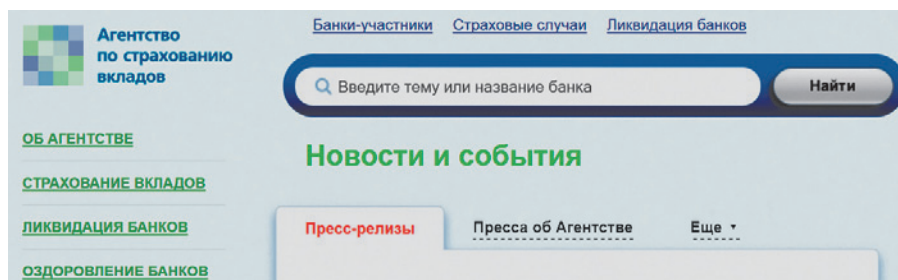 Агентство
по страхованию
вкладов
Банки-участники Страховые случаи Ликвидация банков
Введите тему или название банка
Найти
ОБ АГЕНТСТВЕ
СТРАХОВАНИЕ ВКЛАДОВ
ЛИКВИДАЦИЯ БАНКОВ
ОЗДОРОВЛЕНИЕ БАНКОВ
Новости и события
Пресс-релизы Пресса об Агентстве Еще